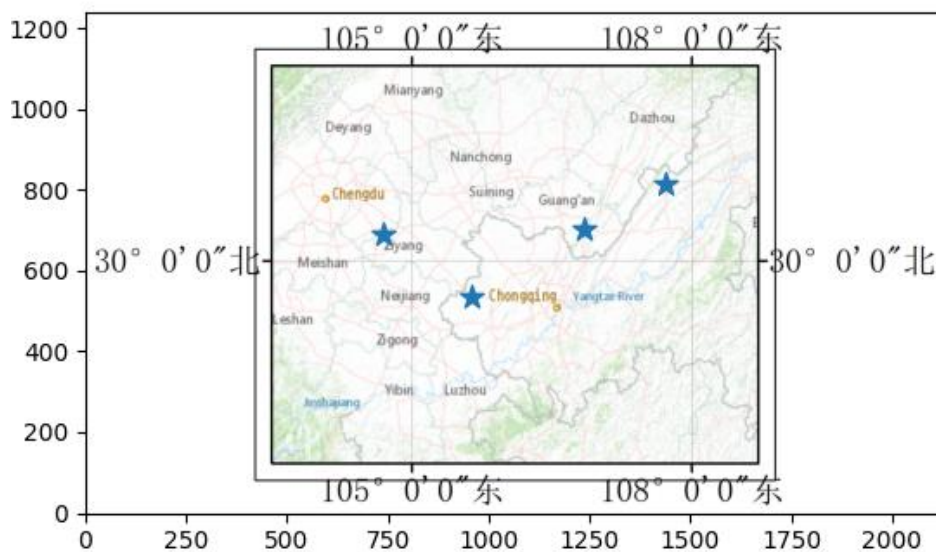 1200
105° 0'0"东 108° 0'0"东
1000
Mianyang
Dazhou
Deyang
Nanchong
800
Chengdu
Suining
Guang'an
Ziyang
30° 0'0"北 30° 0'0"北
600
Meishan
Neijiang
Chongqing
Yangtze River
Leshan
400
Zigong
Yibin
Luzhou
Jinshajiang
200
105° 0'0"东 108° 0'0"东
0
0 250 500 750 1000 1250 1500 1750 2000